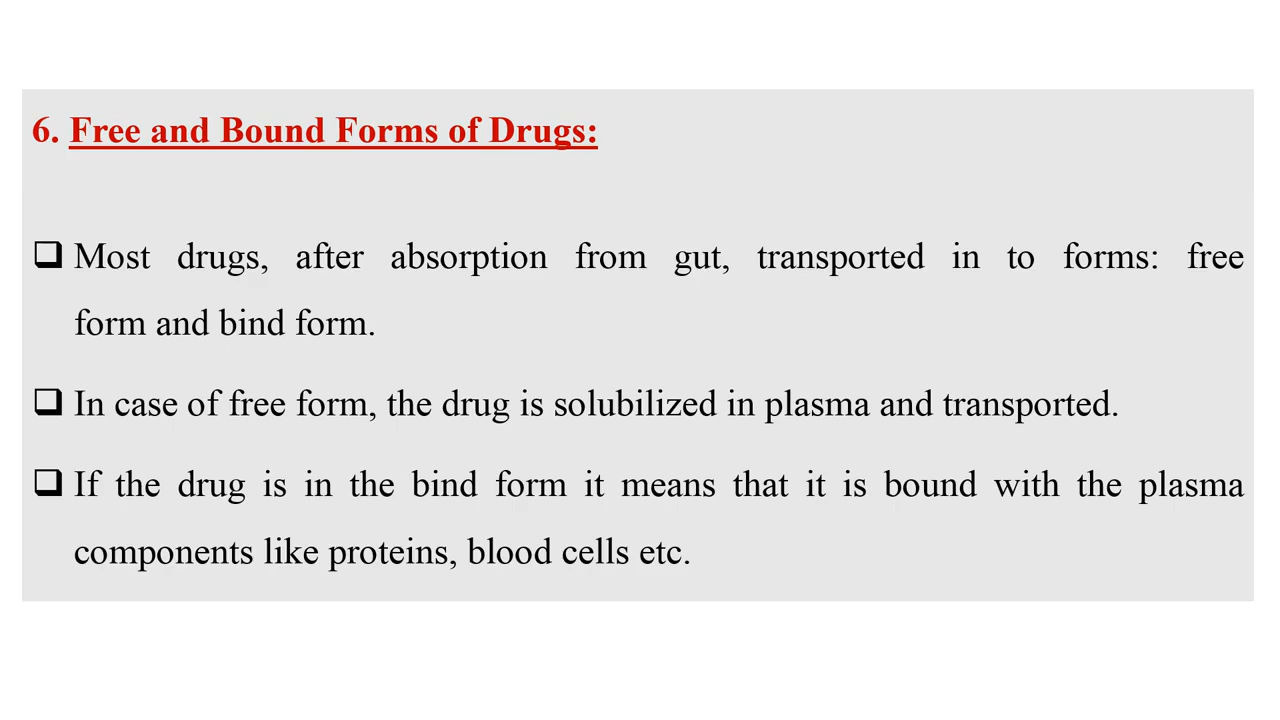 6. Free and Bound Forms of Drugs:
❑ Most drugs, after absorption from gut, transported in to forms: free
form and bind form.
❑ In case of free form, the drug is solubilized in plasma and transported.
❑ If the drug is in the bind form it means that it is bound with the plasma
components like proteins, blood cells etc.